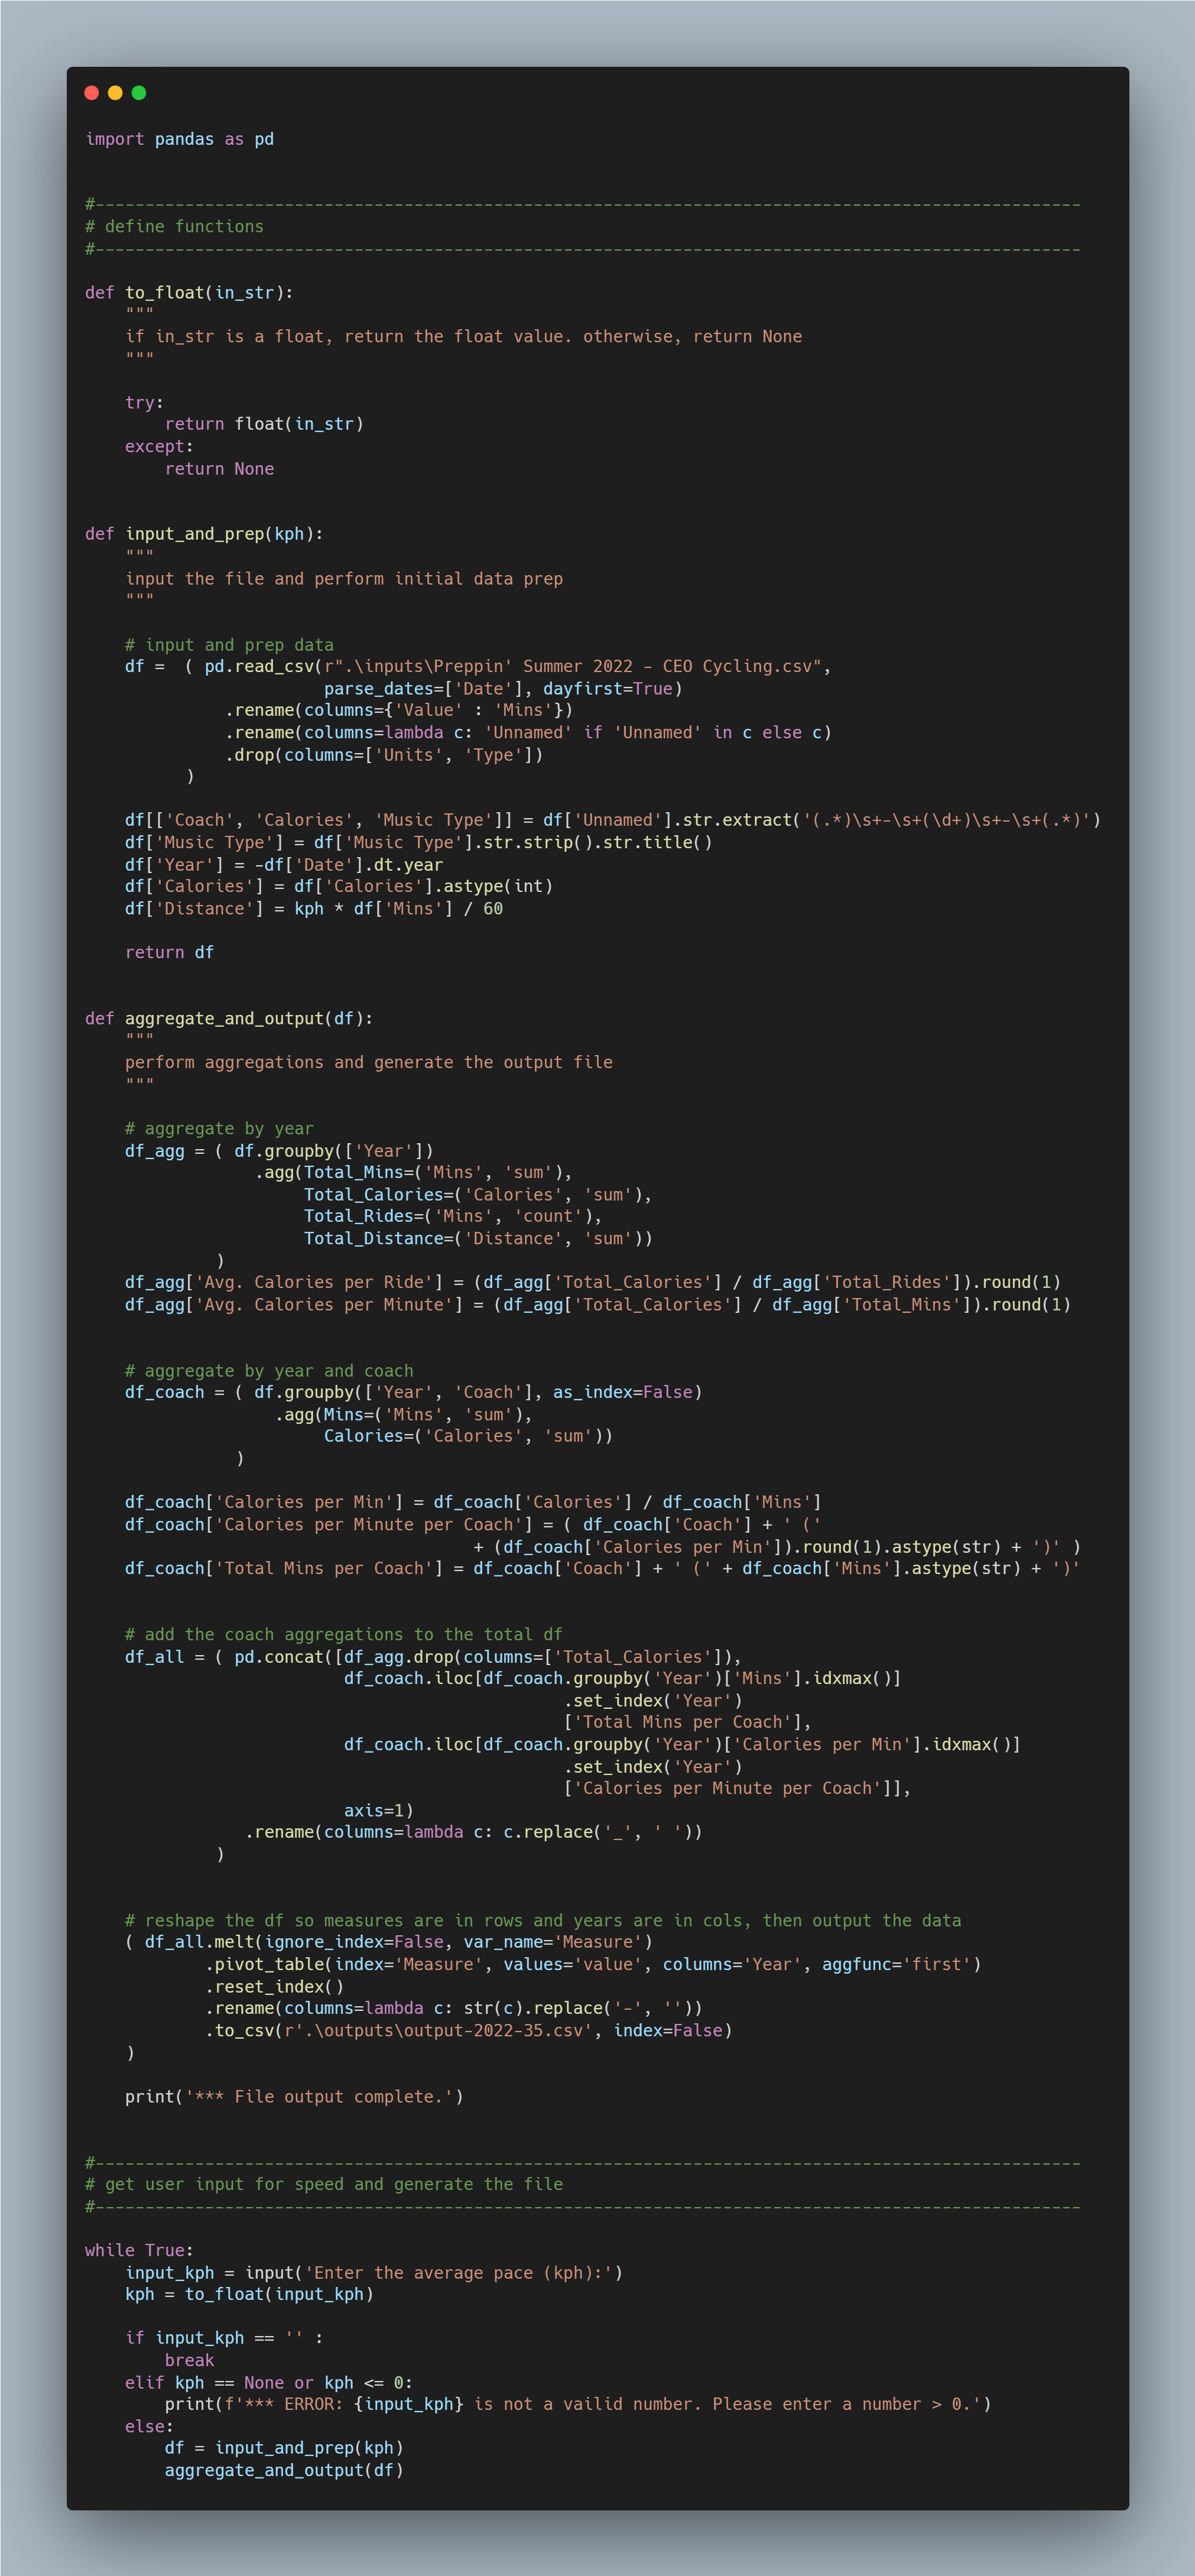 import pandas as pd
#---------------------------------------------------------------------------------------------------
# define functions
#---------------------------------------------------------------------------------------------------
def to_float(in_str):
    """
    if in_str is a float, return the float value. otherwise, return None
    """
    try:
        return float(in_str)
    except:
        return None
def input_and_prep(kph):
    """
    input the file and perform initial data prep
    """
    # input and prep data
    df =  ( pd.read_csv(r".\inputs\Preppin' Summer 2022 - CEO Cycling.csv",
                        parse_dates=['Date'], dayfirst=True)
              .rename(columns={'Value' : 'Mins'})
              .rename(columns=lambda c: 'Unnamed' if 'Unnamed' in c else c)
              .drop(columns=['Units', 'Type'])
          )
    df[['Coach', 'Calories', 'Music Type']] = df['Unnamed'].str.extract('(.*)\s+-\s+(\d+)\s+-\s+(.*)')
    df['Music Type'] = df['Music Type'].str.strip().str.title()
    df['Year'] = -df['Date'].dt.year
    df['Calories'] = df['Calories'].astype(int)
    df['Distance'] = kph * df['Mins'] / 60
    return df
def aggregate_and_output(df):
    """
    perform aggregations and generate the output file
    """
    # aggregate by year
    df_agg = ( df.groupby(['Year'])
                 .agg(Total_Mins=('Mins', 'sum'),
                      Total_Calories=('Calories', 'sum'),
                      Total_Rides=('Mins', 'count'),
                      Total_Distance=('Distance', 'sum'))
             )
    df_agg['Avg. Calories per Ride'] = (df_agg['Total_Calories'] / df_agg['Total_Rides']).round(1)
    df_agg['Avg. Calories per Minute'] = (df_agg['Total_Calories'] / df_agg['Total_Mins']).round(1)
    # aggregate by year and coach
    df_coach = ( df.groupby(['Year', 'Coach'], as_index=False)
                   .agg(Mins=('Mins', 'sum'),
                        Calories=('Calories', 'sum'))
               )
    df_coach['Calories per Min'] = df_coach['Calories'] / df_coach['Mins']
    df_coach['Calories per Minute per Coach'] = ( df_coach['Coach'] + ' ('
                                       + (df_coach['Calories per Min']).round(1).astype(str) + ')' )
    df_coach['Total Mins per Coach'] = df_coach['Coach'] + ' (' + df_coach['Mins'].astype(str) + ')'
    # add the coach aggregations to the total df
    df_all = ( pd.concat([df_agg.drop(columns=['Total_Calories']),
                          df_coach.iloc[df_coach.groupby('Year')['Mins'].idxmax()]
                                                .set_index('Year')
                                                ['Total Mins per Coach'],
                          df_coach.iloc[df_coach.groupby('Year')['Calories per Min'].idxmax()]
                                                .set_index('Year')
                                                ['Calories per Minute per Coach']],
                          axis=1)
                .rename(columns=lambda c: c.replace('_', ' '))
             )
    # reshape the df so measures are in rows and years are in cols, then output the data
    ( df_all.melt(ignore_index=False, var_name='Measure')
            .pivot_table(index='Measure', values='value', columns='Year', aggfunc='first')
            .reset_index()
            .rename(columns=lambda c: str(c).replace('-', ''))
            .to_csv(r'.\outputs\output-2022-35.csv', index=False)
    )
    print('*** File output complete.')
#---------------------------------------------------------------------------------------------------
# get user input for speed and generate the file
#---------------------------------------------------------------------------------------------------
while True:
    input_kph = input('Enter the average pace (kph):')
    kph = to_float(input_kph)
    if input_kph == '' :
        break
    elif kph == None or kph <= 0:
        print(f'*** ERROR: {input_kph} is not a vailid number. Please enter a number > 0.')
    else:
        df = input_and_prep(kph)
        aggregate_and_output(df)